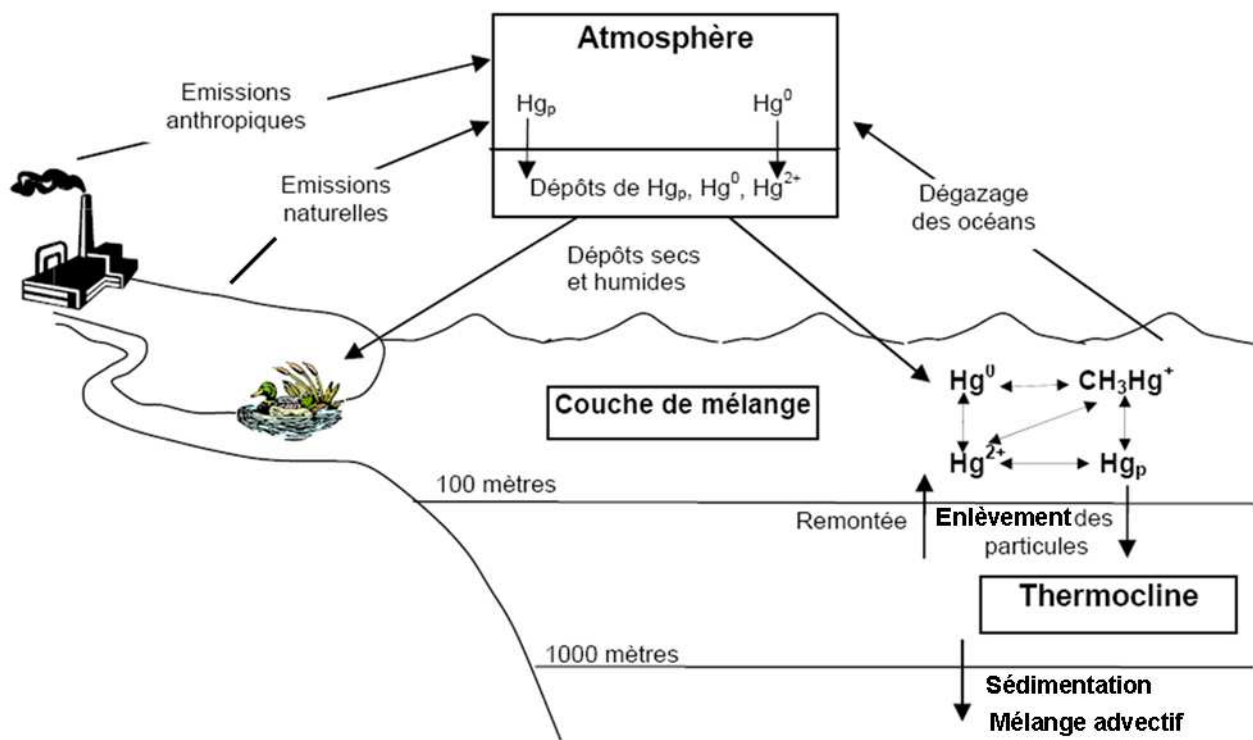 Atmosphère
Emissions
anthropiques
Hgₚ
Hg⁰
Emissions
naturelles
Dépôts de Hgₚ, Hg⁰, Hg²⁺
Dégazage
des océans
Dépôts secs
et humides
Hg⁰
CH₃Hg⁺
Couche de mélange
Hg²⁺
Hgₚ
100 mètres
Remontée
Enlèvement des
particules
Thermocline
1000 mètres
Sédimentation
Mélange advectif